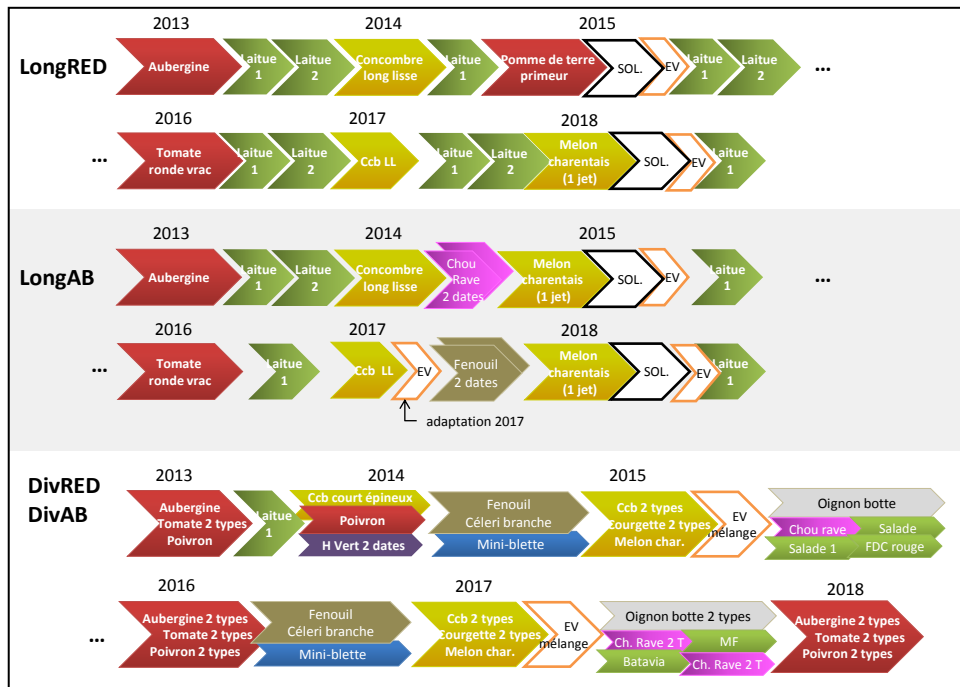 2013 2014 2015
LongRED
Aubergine
Laitue
1
Laitue
2
Concombre
long lisse
Laitue
1
Pomme de terre
primeur
SOL.
EV
Laitue
1
Laitue
2
...
2016 2017 2018
...
Tomate
ronde vrac
Laitue
1
Laitue
2
Ccb LL
Laitue
1
Laitue
2
Melon
charentais
(1 jet)
SOL.
EV
Laitue
1
2013 2014 2015
LongAB
Aubergine
Laitue
1
Laitue
2
Concombre
long lisse
Chou
Rave
2 dates
Melon
charentais
(1 jet)
SOL.
EV
Laitue
1
...
2016 2017 2018
...
Tomate
ronde vrac
Laitue
1
Ccb LL
EV
Fenouil
2 dates
Melon
charentais
(1 jet)
SOL.
EV
Laitue
1
adaptation 2017
2013 2014 2015
DivRED
DivAB
Aubergine
Tomate 2 types
Poivron
Laitue
1
Ccb court épineux
Poivron
H Vert 2 dates
Fenouil
Céleri branche
Mini-blette
Ccb 2 types
Courgette 2 types
Melon char.
EV
mélange
Oignon botte
Chou rave
Salade
Salade 1
FDC rouge
2016 2017 2018
...
Aubergine 2 types
Tomate 2 types
Poivron 2 types
Fenouil
Céleri branche
Mini-blette
Ccb 2 types
Courgette 2 types
Melon char.
EV
mélange
Oignon botte 2 types
Ch. Rave 2 T
MF
Batavia
Ch. Rave 2 T
Aubergine 2 types
Tomate 2 types
Poivron 2 types